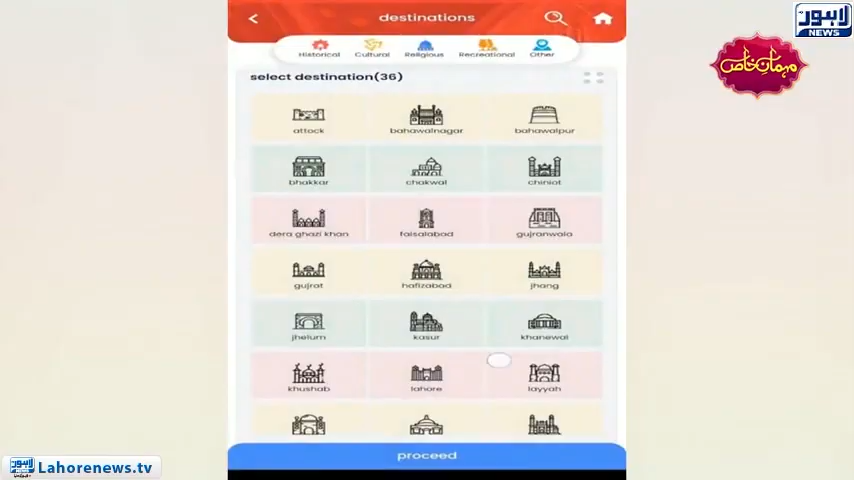 destinations
لاہور
NEWS
Historical Cultural Religious Recreational Other
مہمانِ خاص
select destination(36)
attock bahawalnagar bahawalpur
bhakkar chakwal chiniot
dera ghazi khan faisalabad gujranwala
gujrat hafizabad jhang
jhelum kasur khanewal
khushab lahore layyah
proceed
لاہور
Lahorenews.tv